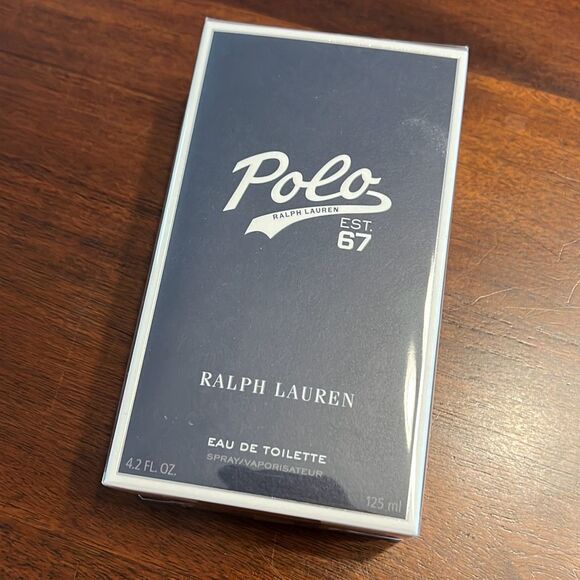 Polo
RALPH LAUREN
EST.
67
RALPH LAUREN
EAU DE TOILETTE
SPRAY/VAPORISATEUR
4.2 FL. OZ. 125 ml